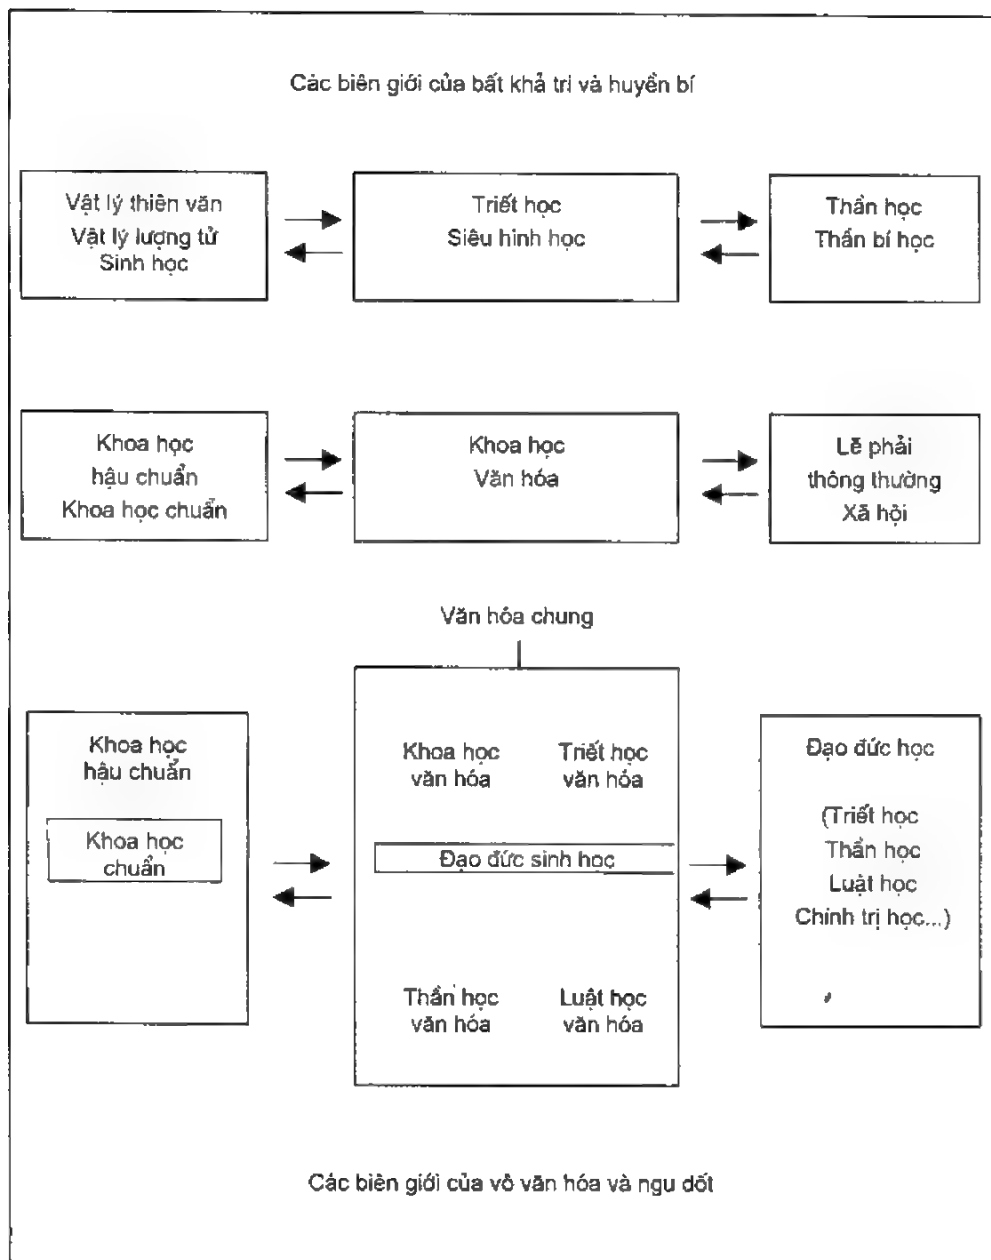 Các biên giới của bất khả tri và huyền bí
Vật lý thiên văn
Vật lý lượng tử
Sinh học
Triết học
Siêu hình học
Thần học
Thần bí học
Khoa học
hậu chuẩn
Khoa học chuẩn
Khoa học
Văn hóa
Lẽ phải
thông thường
Xã hội
Văn hóa chung
Khoa học
hậu chuẩn
Khoa học
chuẩn
Khoa học
văn hóa
Triết học
văn hóa
Đạo đức sinh học
Thần học
văn hóa
Luật học
văn hóa
Đạo đức học
(Triết học
Thần học
Luật học
Chính trị học...)
Các biên giới của vô văn hóa và ngu dốt